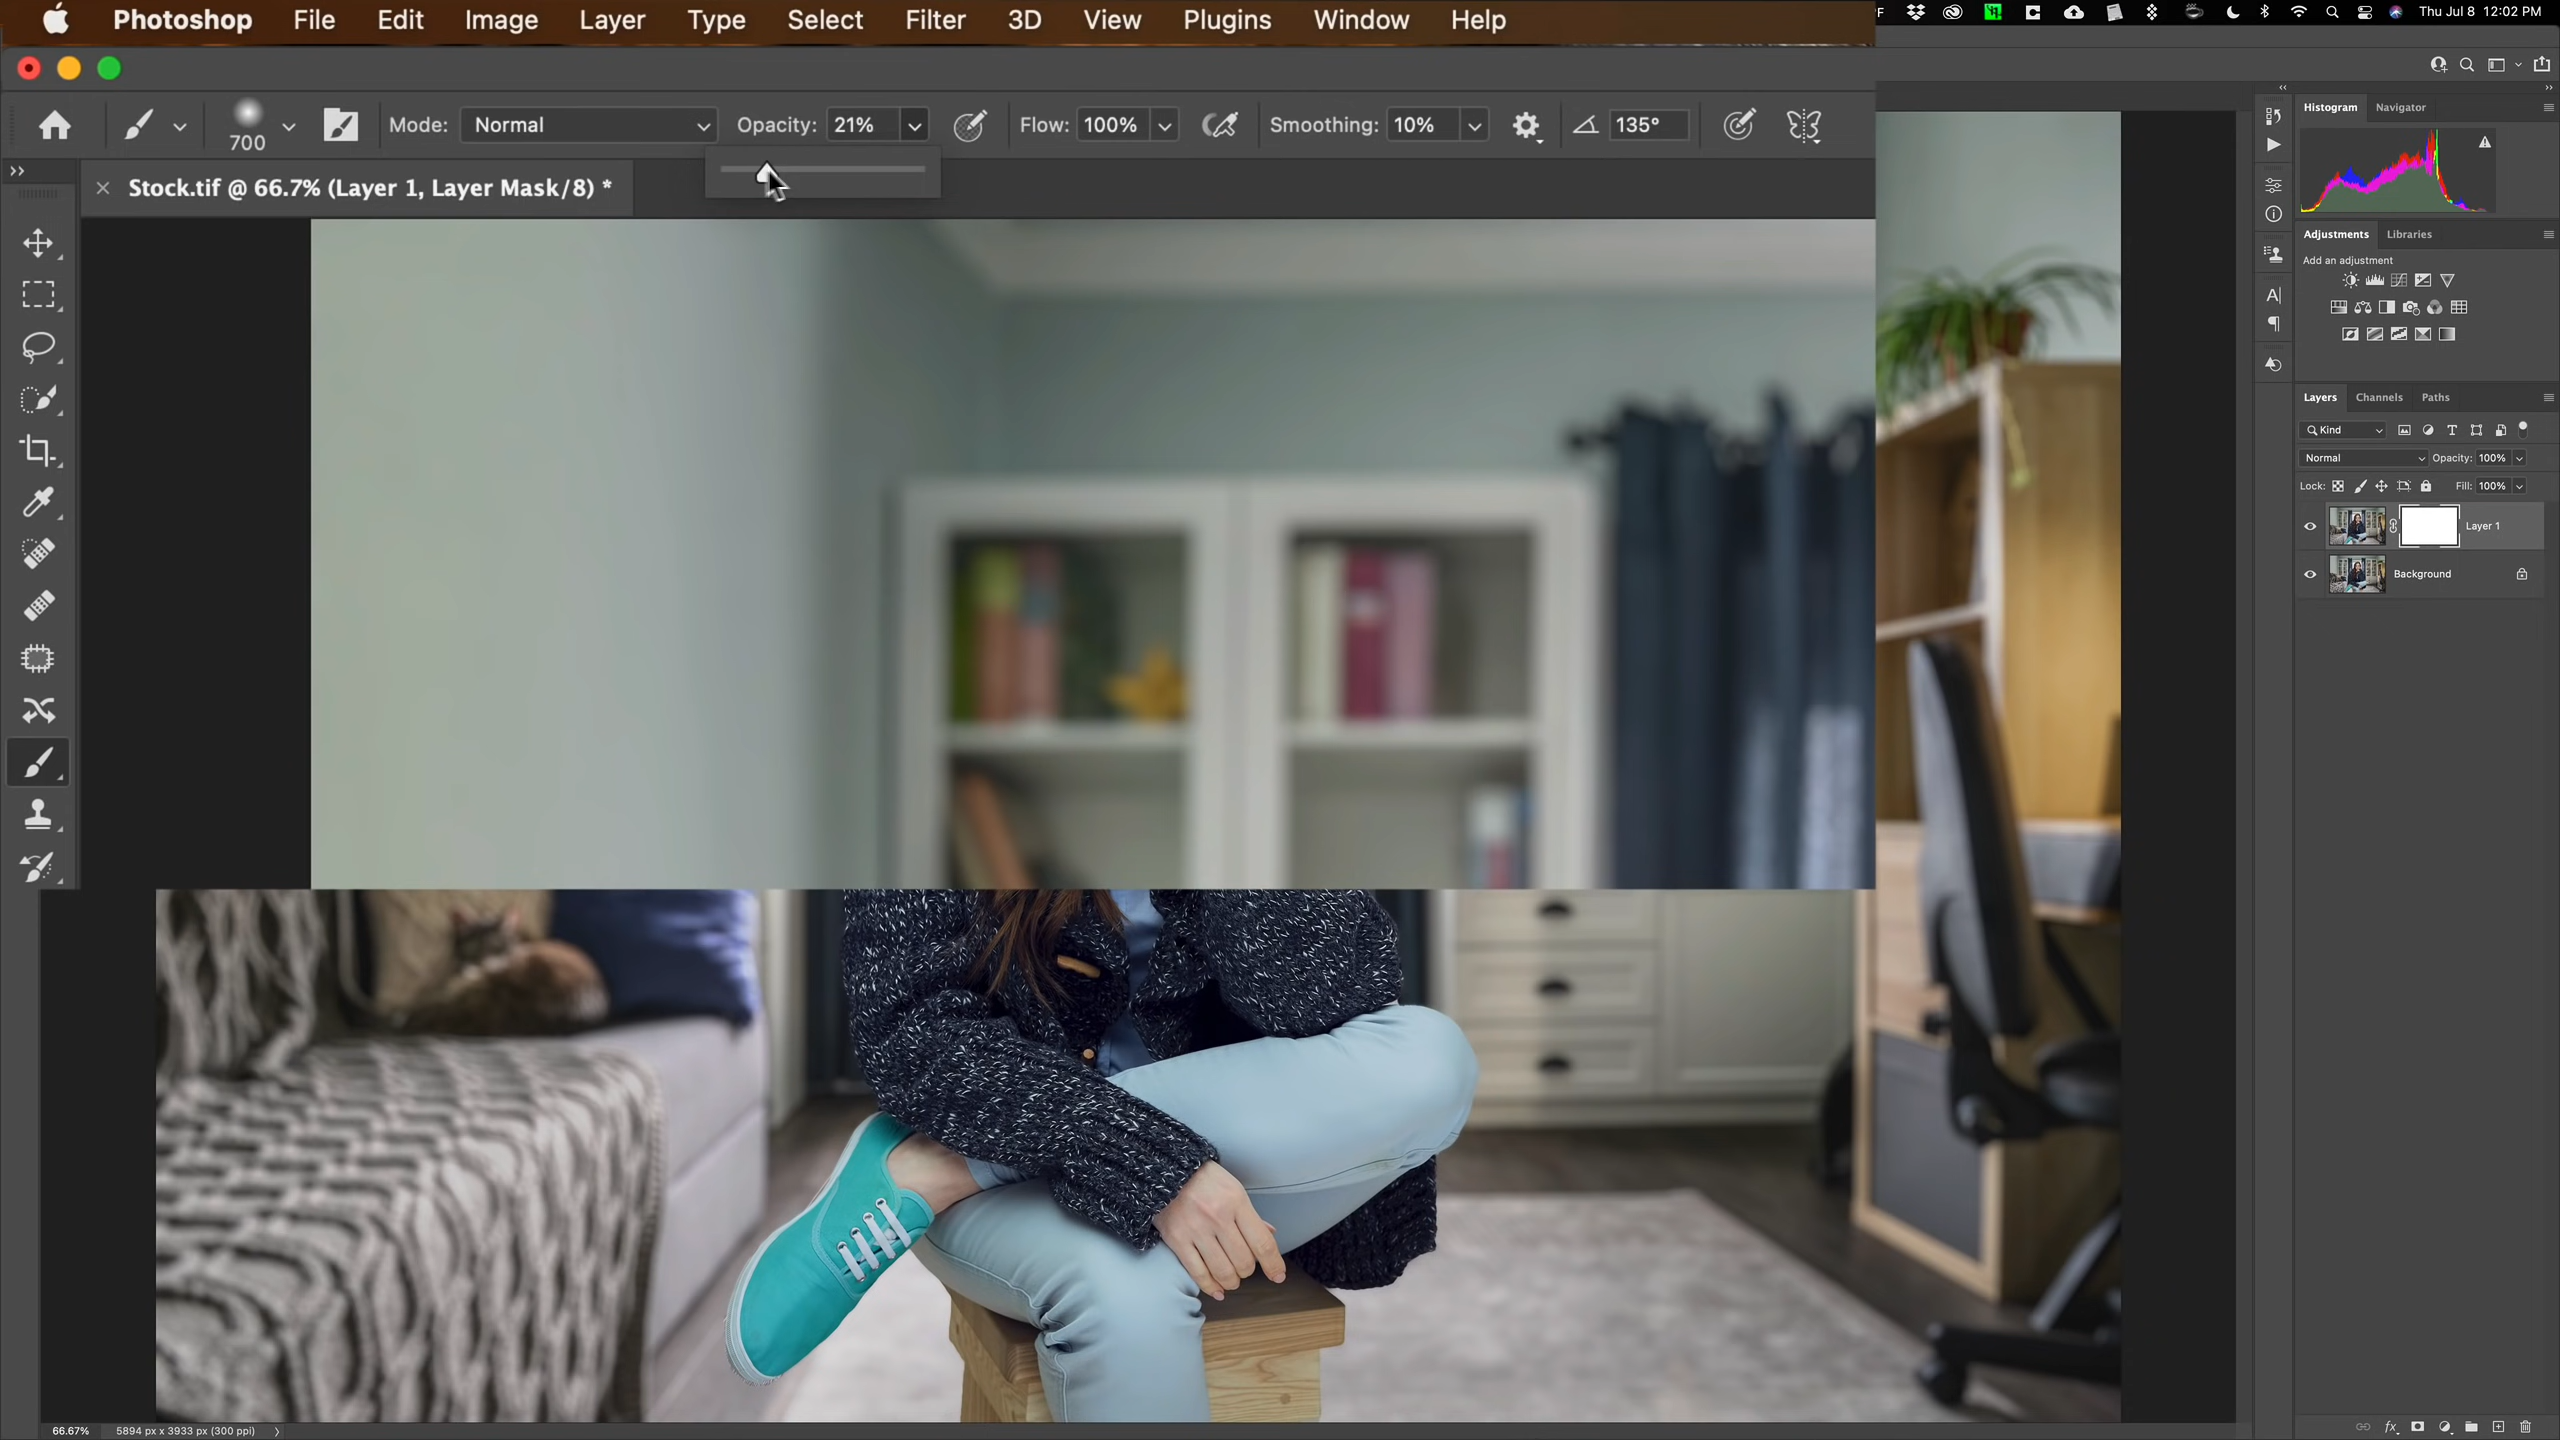 Photoshop File Edit Image Layer Type Select Filter 3D View Plugins Window Help Thu Jul 8 12:02 PM
700 Mode: Normal Opacity: 21% Flow: 100% Smoothing: 10% 135°
Stock.tif @ 66.7% (Layer 1, Layer Mask/8) *
Histogram Navigator
Adjustments Libraries
Add an adjustment
Layers Channels Paths
Kind
Normal Opacity: 100%
Lock: Fill: 100%
Layer 1
Background
66.67% 5894 px x 3933 px (300 ppi)